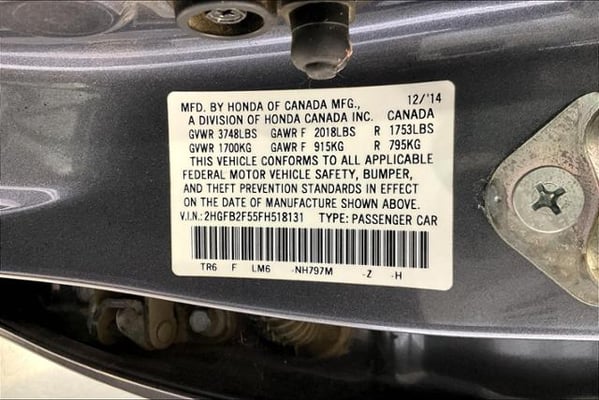 MFD. BY HONDA OF CANADA MFG., 12/'14
A DIVISION OF HONDA CANADA INC. CANADA
GVWR 3748LBS GAWR F 2018LBS R 1753LBS
GVWR 1700KG GAWR F 915KG R 795KG
THIS VEHICLE CONFORMS TO ALL APPLICABLE
FEDERAL MOTOR VEHICLE SAFETY, BUMPER,
AND THEFT PREVENTION STANDARDS IN EFFECT
ON THE DATE OF MANUFACTURE SHOWN ABOVE.
V.I.N.:2HGFB2F55FH518131 TYPE: PASSENGER CAR
TR6 F LM6 -NH797M -Z -H